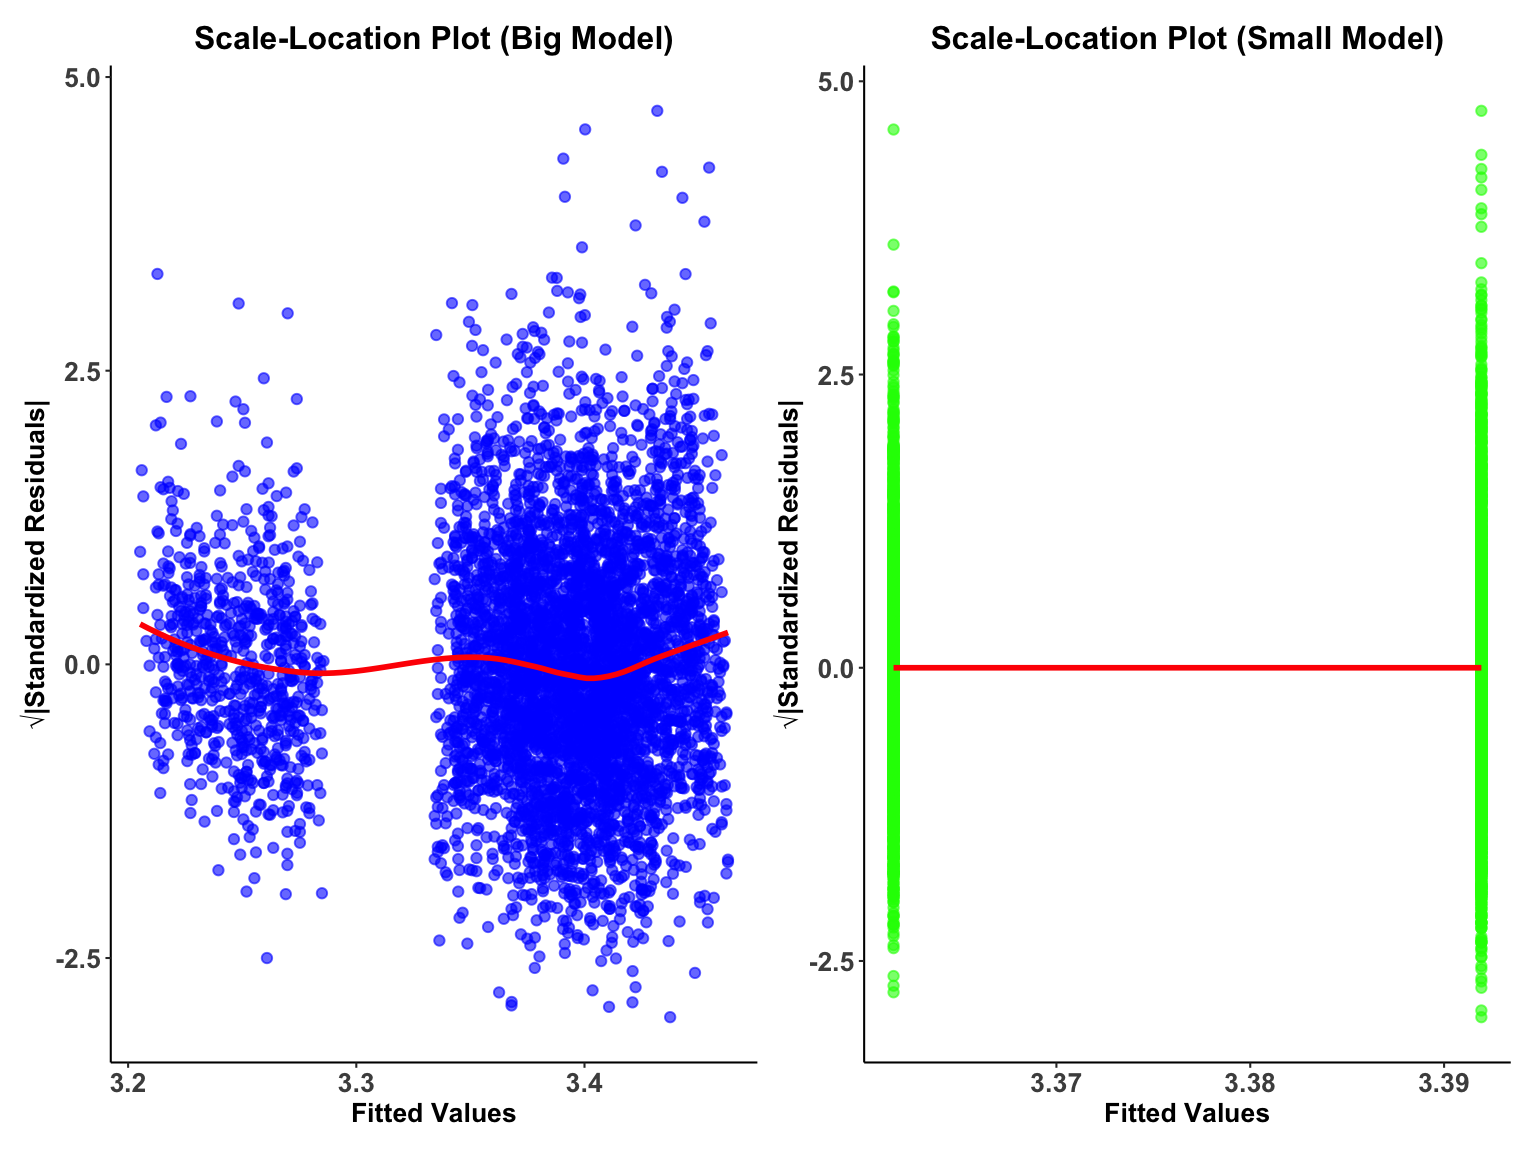 Scale-Location Plot (Big Model)
5.0
2.5
0.0
-2.5
√|Standardized Residuals|
3.2 3.3 3.4
Fitted Values
Scale-Location Plot (Small Model)
5.0
2.5
0.0
-2.5
√|Standardized Residuals|
3.37 3.38 3.39
Fitted Values